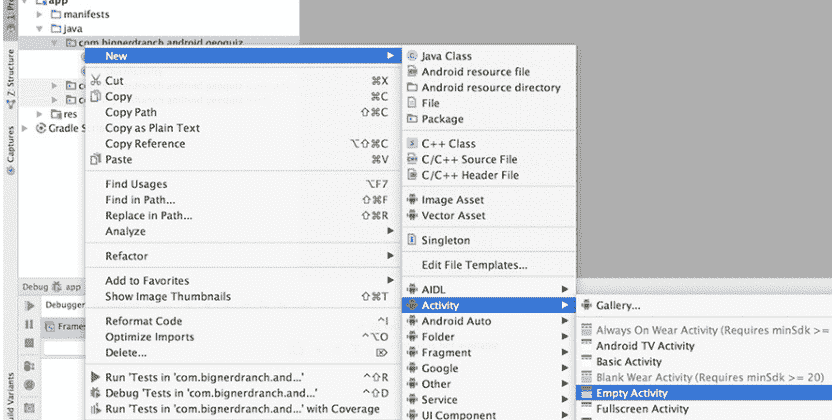 app
manifests
java
com.bignerdranch.android.geoquiz
res
Gradle Sc
1: Pro
Z: Structure
Captures
ild Variants
New
Cut ⌘X
Copy ⌘C
Copy Path ⇧⌘C
Copy as Plain Text
Copy Reference ⌥⇧⌘C
Paste ⌘V
Find Usages ⌥F7
Find in Path... ⇧⌘F
Replace in Path... ⇧⌘R
Analyze
Refactor
Add to Favorites
Show Image Thumbnails ⇧⌘T
Reformat Code ^I
Optimize Imports ^⌥O
Delete... ⌦
Run 'Tests in 'com.bignerdranch.and...' ^⇧R
Debug 'Tests in 'com.bignerdranch.and...' ^⇧D
Run 'Tests in 'com.bignerdranch.and...' with Coverage
Java Class
Android resource file
Android resource directory
File
Package
C++ Class
C/C++ Source File
C/C++ Header File
Image Asset
Vector Asset
Singleton
Edit File Templates...
AIDL
Activity
Android Auto
Folder
Fragment
Google
Other
Service
UI Component
Gallery...
Always On Wear Activity (Requires minSdk >=
Android TV Activity
Basic Activity
Blank Wear Activity (Requires minSdk >= 20)
Empty Activity
Fullscreen Activity
Debug app
Debugger
Frames